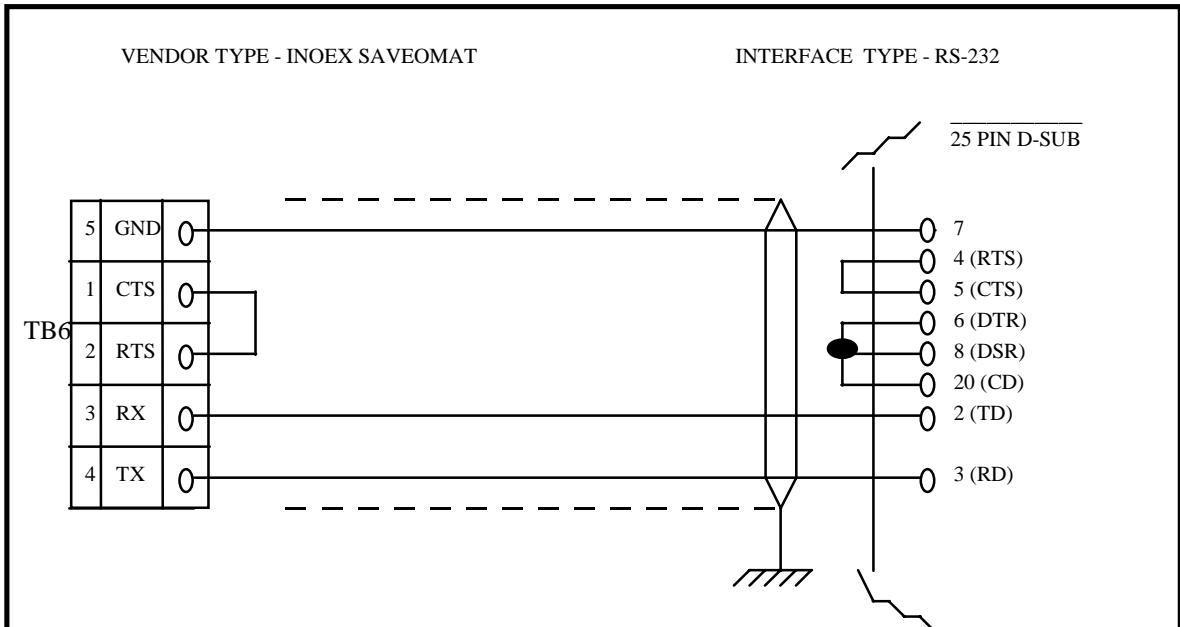 VENDOR TYPE - INOEX SAVEOMAT INTERFACE TYPE - RS-232
25 PIN D-SUB
5 GND 7
4 (RTS)
1 CTS 5 (CTS)
6 (DTR)
TB6
2 RTS 8 (DSR)
20 (CD)
3 RX 2 (TD)
4 TX 3 (RD)